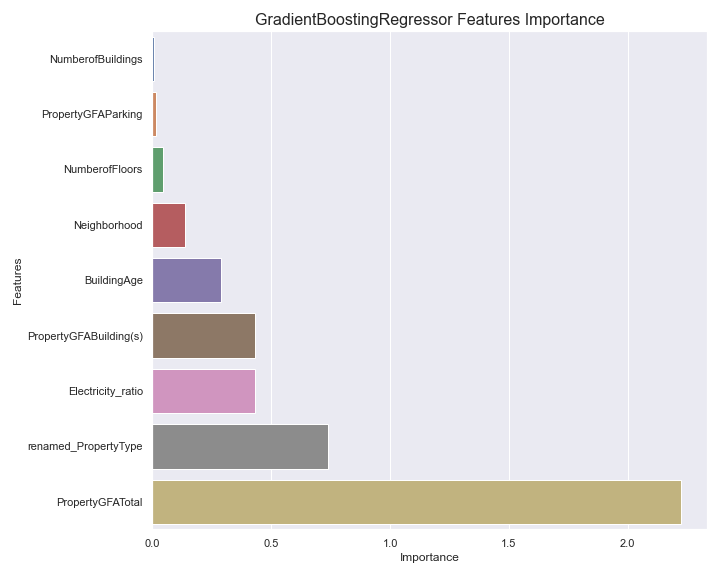 GradientBoostingRegressor Features Importance
NumberofBuildings
PropertyGFAParking
NumberofFloors
Neighborhood
BuildingAge
PropertyGFABuilding(s)
Electricity_ratio
renamed_PropertyType
PropertyGFATotal
Features
0.0 0.5 1.0 1.5 2.0
Importance